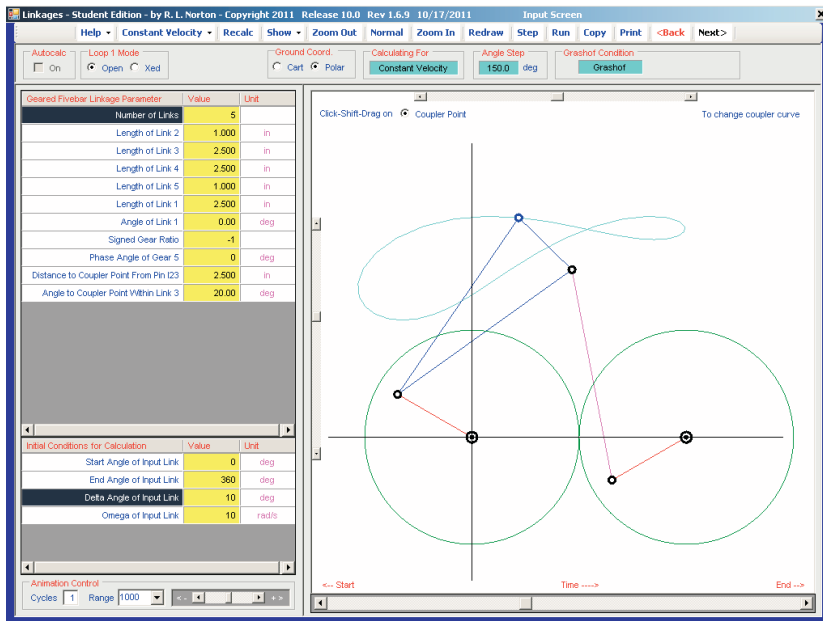 Linkages - Student Edition - by R. L. Norton - Copyright 2011 Release 10.0 Rev 1.6.9 10/17/2011 Input Screen
Help Constant Velocity Recalc Show Zoom Out Normal Zoom In Redraw Step Run Copy Print <Back Next>
Autocalc Loop 1 Mode Ground Coord. Calculating For Angle Step Grashof Condition
On Open Xed Cart Polar Constant Velocity 150.0 deg Grashof
Geared Fivebar Linkage Parameter Value Unit
Number of Links 5
Length of Link 2 1.000 in
Length of Link 3 2.500 in
Length of Link 4 2.500 in
Length of Link 5 1.000 in
Length of Link 1 2.500 in
Angle of Link 1 0.00 deg
Signed Gear Ratio -1
Phase Angle of Gear 5 0 deg
Distance to Coupler Point From Pin I23 2.500 in
Angle to Coupler Point Within Link 3 20.00 deg
Initial Conditions for Calculation Value Unit
Start Angle of Input Link 0 deg
End Angle of Input Link 360 deg
Delta Angle of Input Link 10 deg
Omega of Input Link 10 rad/s
Animation Control
Cycles 1 Range 1000 < - + >
Click-Shift-Drag on Coupler Point To change coupler curve
<-- Start Time ----> End -->